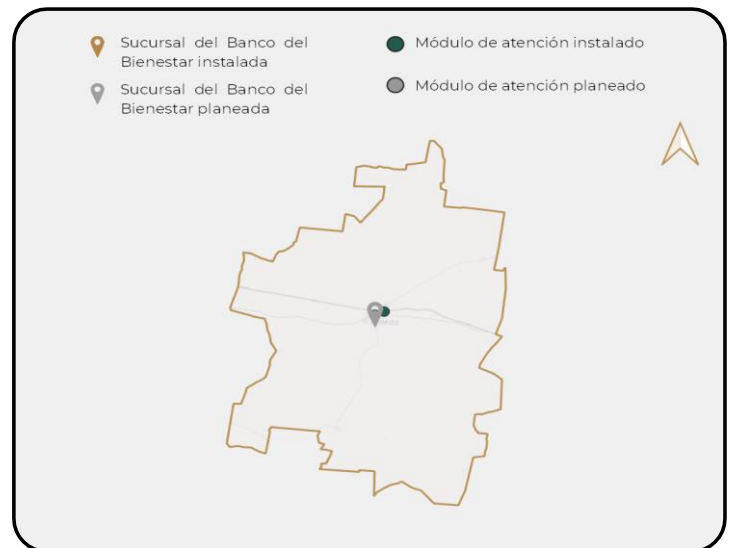 Sucursal del Banco del
Bienestar instalada
Sucursal del Banco del
Bienestar planeada
Módulo de atención instalado
Módulo de atención planeado